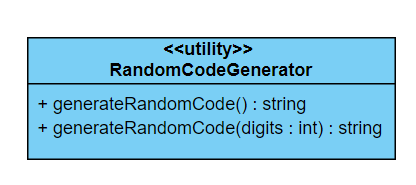 <<utility>>
RandomCodeGenerator
+ generateRandomCode() : string
+ generateRandomCode(digits : int) : string